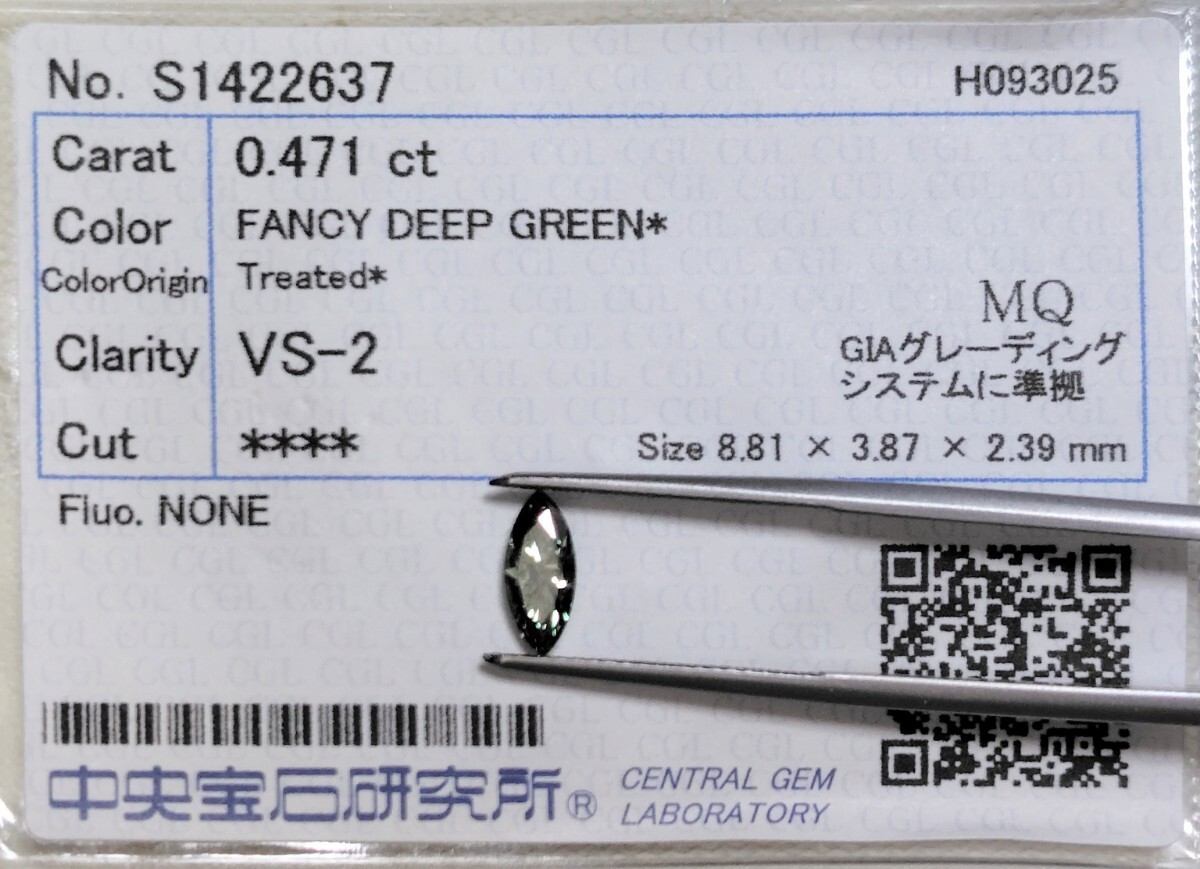 No. S1422637
H093025
Carat 0.471 ct
Color FANCY DEEP GREEN*
ColorOrigin Treated*
Clarity VS-2
MQ
GIAグレーディング
システムに準拠
Cut ****
Size 8.81 × 3.87 × 2.39 mm
Fluo. NONE
中央宝石研究所®
CENTRAL GEM
LABORATORY